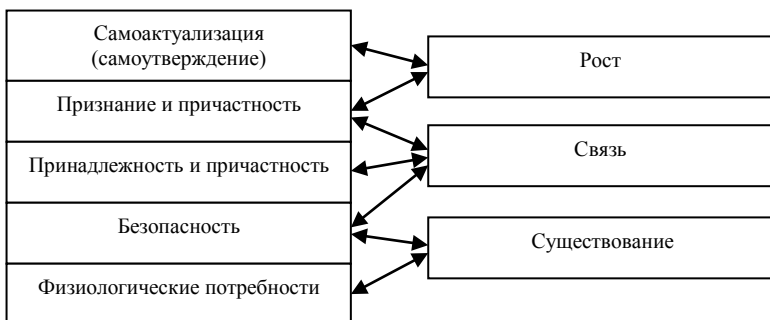 Самоактуализация
(самоутверждение)
Признание и причастность
Принадлежность и причастность
Безопасность
Физиологические потребности
Рост
Связь
Существование